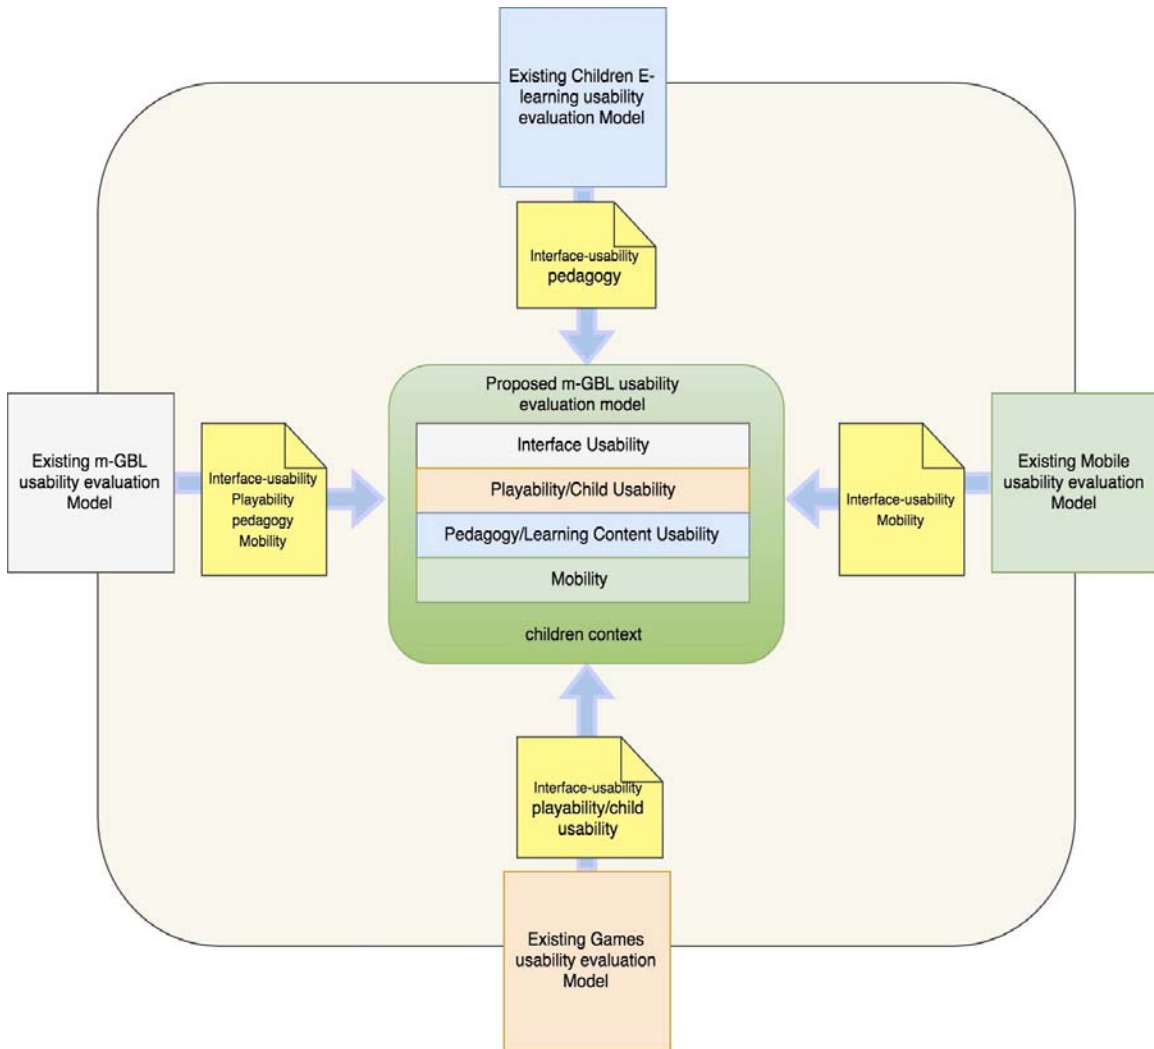 Existing Children E-
learning usability
evaluation Model
Interface-usability
pedagogy
Proposed m-GBL usability
evaluation model
Interface Usability
Playability/Child Usability
Pedagogy/Learning Content Usability
Mobility
children context
Existing m-GBL
usability evaluation
Model
Interface-usability
Playability
pedagogy
Mobility
Interface-usability
Mobility
Existing Mobile
usability evaluation
Model
Interface-usability
playability/child
usability
Existing Games
usability evaluation
Model